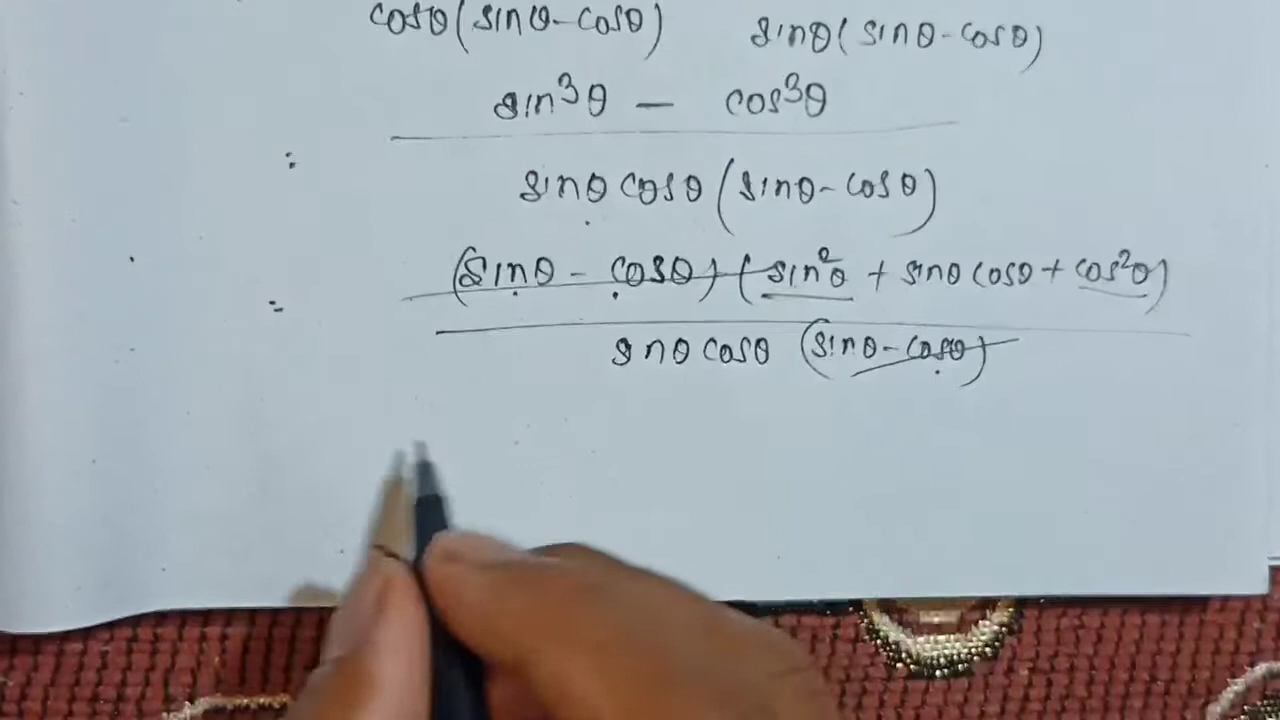 cosθ(sinθ-cosθ) sinθ(sinθ-cosθ)
sin³θ - cos³θ
: sinθ cosθ (sinθ-cosθ)
= (sinθ - cosθ) (sin²θ + sinθ cosθ + cos²θ)
sinθ cosθ (sinθ-cosθ)